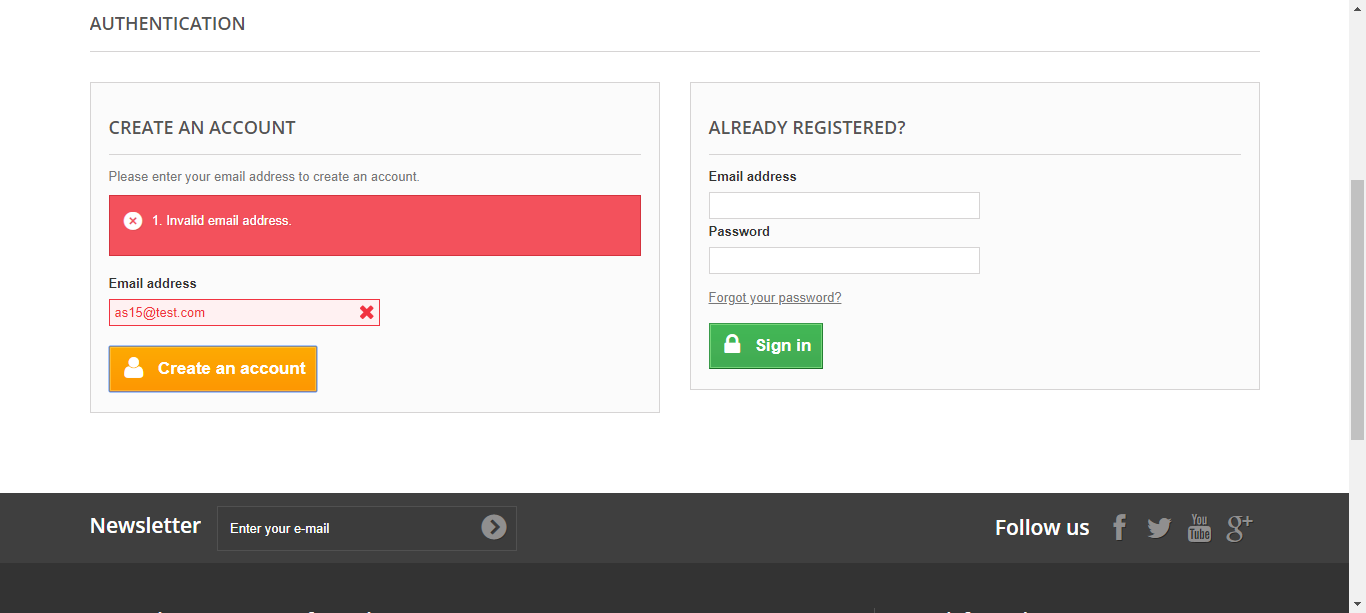 AUTHENTICATION
CREATE AN ACCOUNT
Please enter your email address to create an account.
1. Invalid email address.
Email address
as15@test.com
Create an account
ALREADY REGISTERED?
Email address
Password
Forgot your password?
Sign in
Newsletter
Enter your e-mail
Follow us
You
Tube
g+